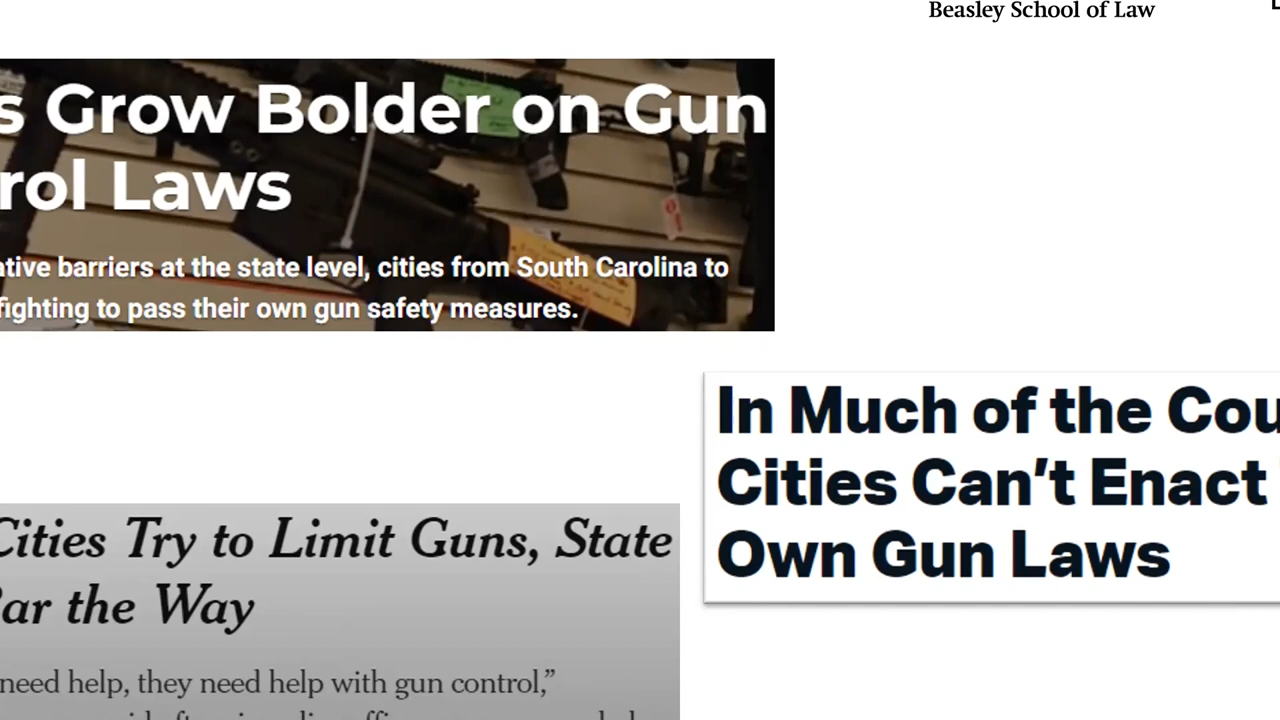 Beasley School of Law
s Grow Bolder on Gun
rol Laws
ative barriers at the state level, cities from South Carolina to
fighting to pass their own gun safety measures.
In Much of the Cou
Cities Can’t Enact
Own Gun Laws
Cities Try to Limit Guns, State
Bar the Way
need help, they need help with gun control,”